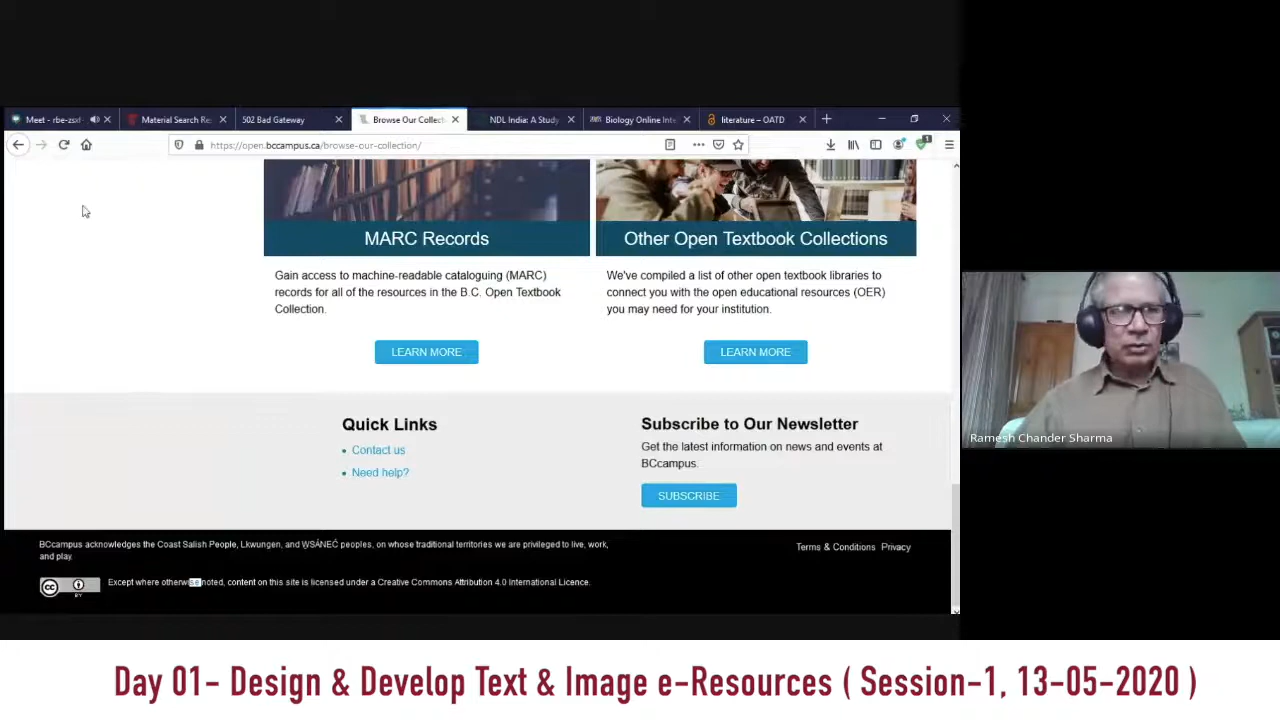 Meet - rbe-zsxf
Material Search Re
502 Bad Gateway
Browse Our Collect
NDL India: A Study
Biology Online Inte
literature – OATD
https://open.bccampus.ca/browse-our-collection/
1
MARC Records
Other Open Textbook Collections
Gain access to machine-readable cataloguing (MARC)
records for all of the resources in the B.C. Open Textbook
Collection.
We've compiled a list of other open textbook libraries to
connect you with the open educational resources (OER)
you may need for your institution.
LEARN MORE
LEARN MORE
Quick Links
Contact us
Need help?
Subscribe to Our Newsletter
Get the latest information on news and events at
BCcampus.
SUBSCRIBE
Ramesh Chander Sharma
BCcampus acknowledges the Coast Salish People, Lkwungen, and W̱SÁNEĆ peoples, on whose traditional territories we are privileged to live, work,
and play.
Terms & Conditions Privacy
cc BY
Except where otherwise noted, content on this site is licensed under a Creative Commons Attribution 4.0 International Licence.
Day 01- Design & Develop Text & Image e-Resources ( Session-1, 13-05-2020 )